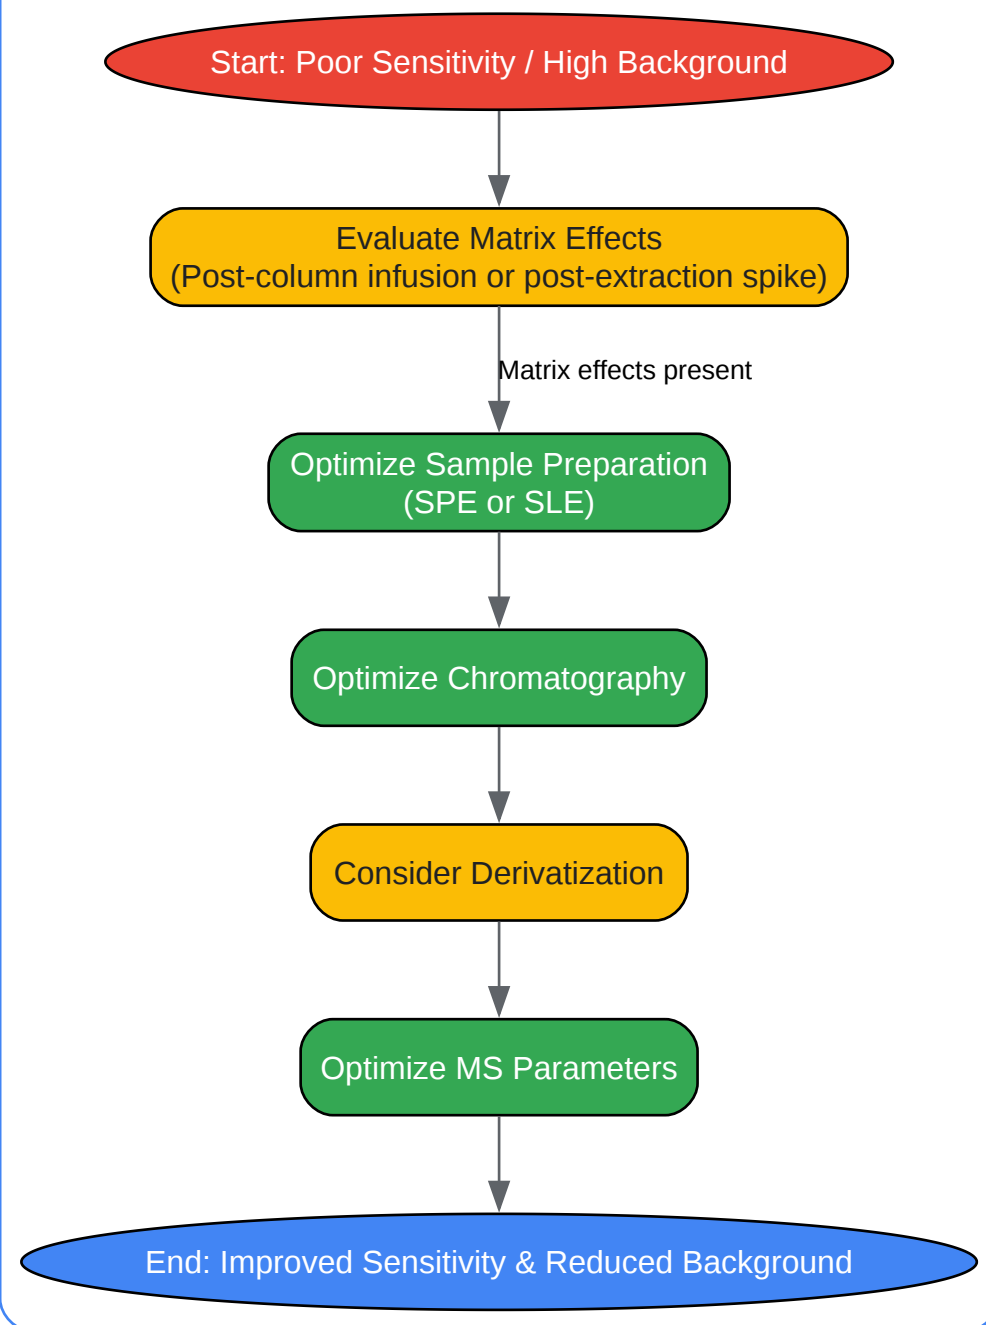 Start: Poor Sensitivity / High Background
Evaluate Matrix Effects
(Post-column infusion or post-extraction spike)
Matrix effects present
Optimize Sample Preparation
(SPE or SLE)
Optimize Chromatography
Consider Derivatization
Optimize MS Parameters
End: Improved Sensitivity & Reduced Background